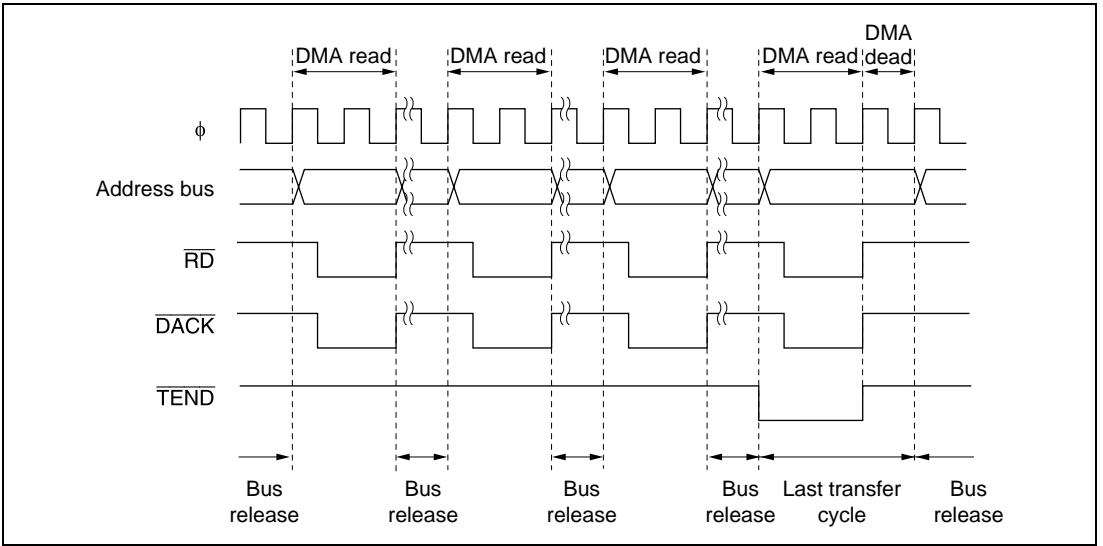 DMA
DMA read DMA read DMA read DMA read dead
ϕ
Address bus
RD
DACK
TEND
Bus Bus Bus Bus Last transfer Bus
release release release release cycle release